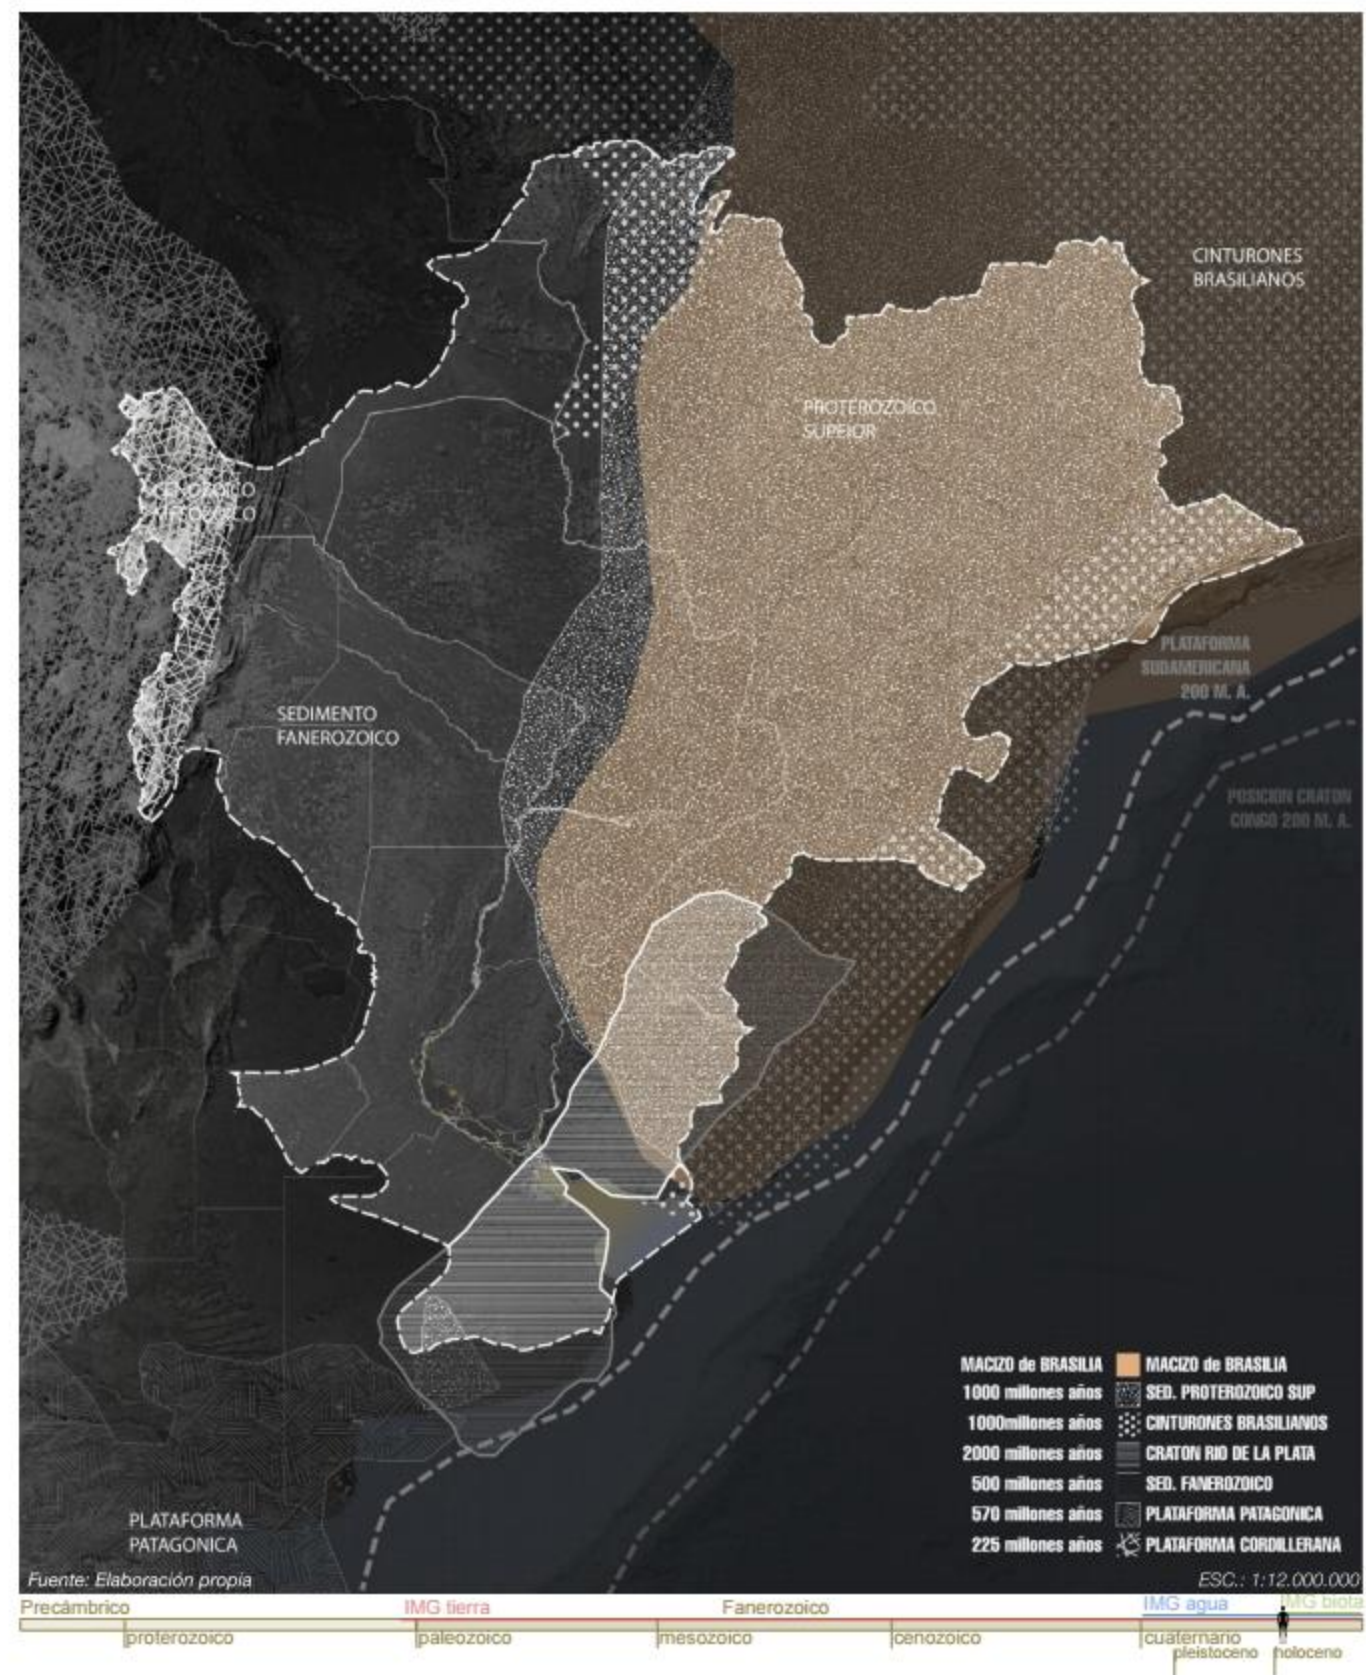 CINTURONES
BRASILIANOS
PROTEROZOÍCO
SUPEIOR
SEDIMENTO
FANEROZOICO
PLATAFORMA
SUDAMERICANA
200 M. A.
POSICION CRATON
CONGO 200 M. A.
MACIZO de BRASILIA MACIZO de BRASILIA
1000 millones años SED. PROTEROZOICO SUP
1000millones años CINTURONES BRASILIANOS
2000 millones años CRATON RIO DE LA PLATA
500 millones años SED. FANEROZOICO
570 millones años PLATAFORMA PATAGONICA
225 millones años PLATAFORMA CORDILLERANA
PLATAFORMA
PATAGONICA
Fuente: Elaboración propia
ESC.: 1:12.000.000
Precámbrico IMG tierra Fanerozoico IMG agua IMG biota
proterozoico paleozoico mesozoico cenozoico cuaternario
pleistoceno holoceno